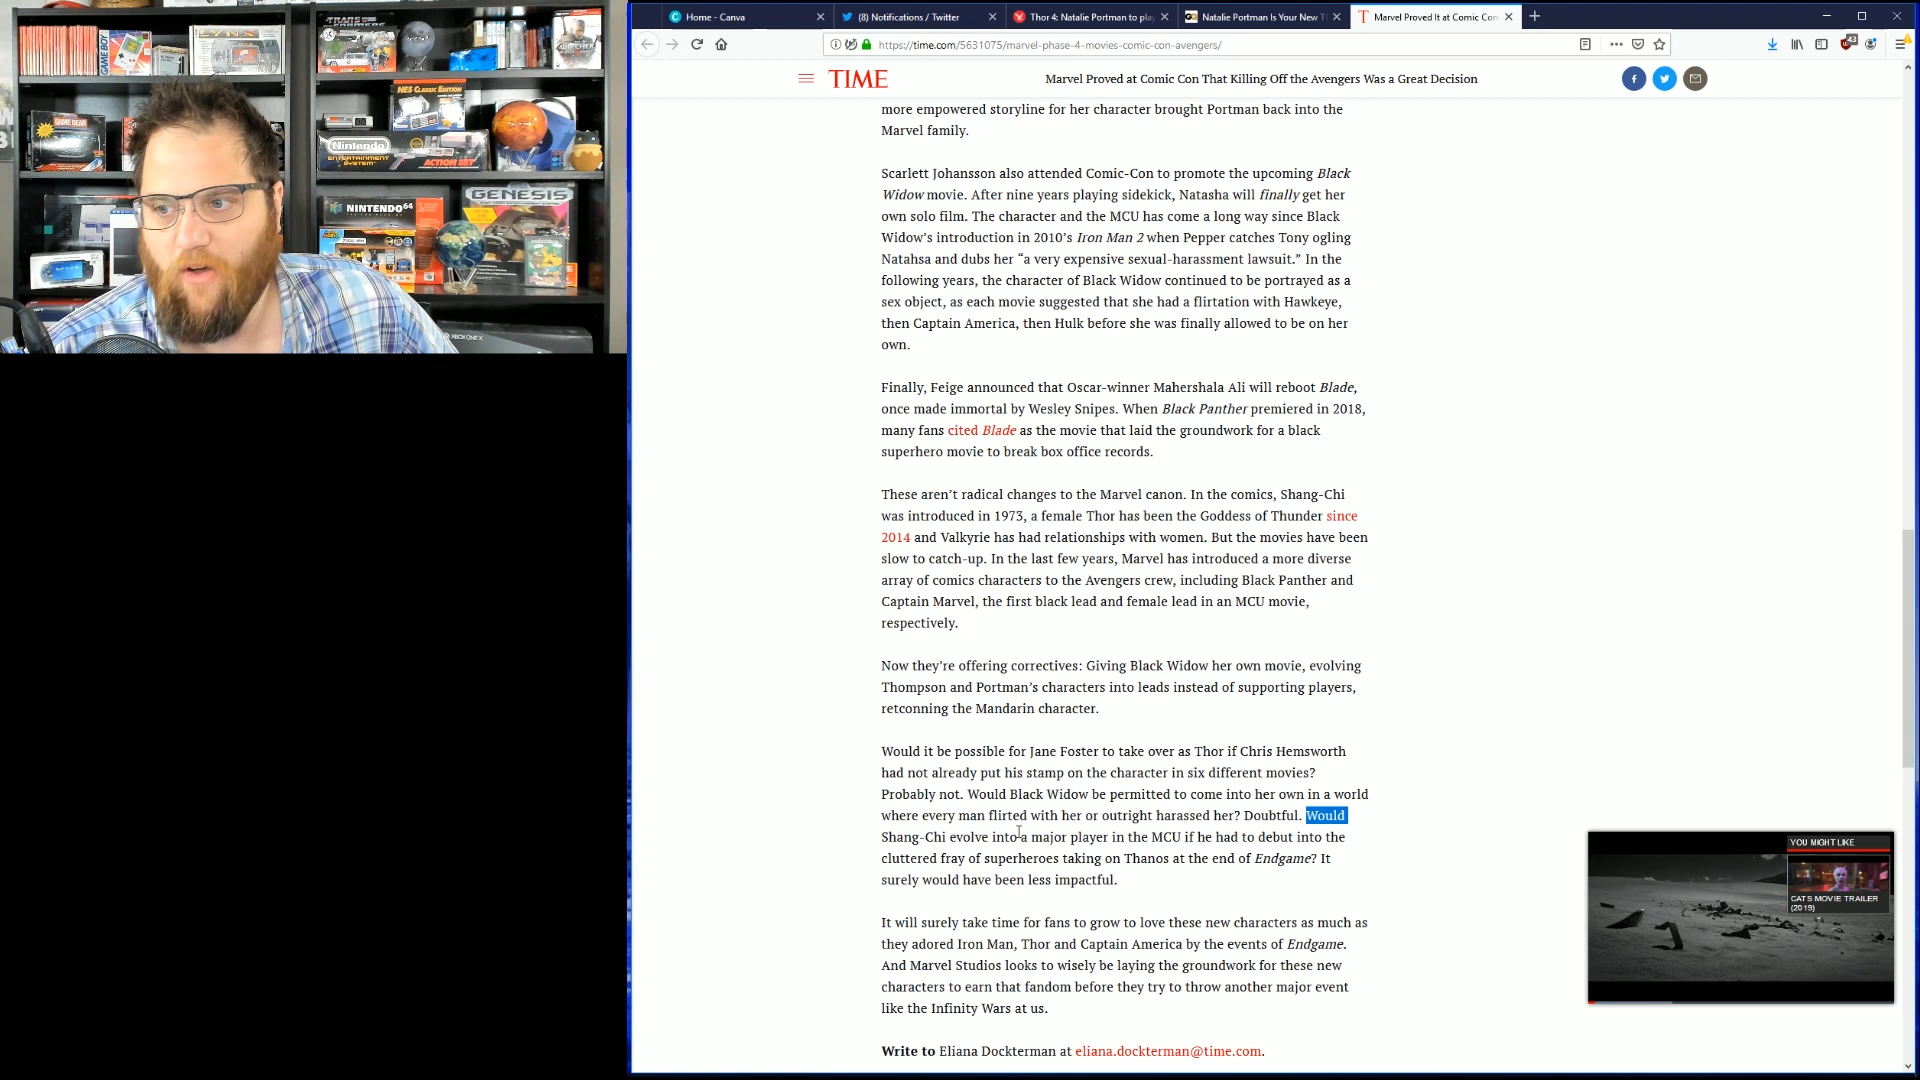 Home - Canva
(8) Notifications / Twitter
Thor 4: Natalie Portman to pla
Natalie Portman Is Your New T
Marvel Proved It at Comic Con
https://time.com/5631075/marvel-phase-4-movies-comic-con-avengers/
43
TIME
Marvel Proved at Comic Con That Killing Off the Avengers Was a Great Decision
more empowered storyline for her character brought Portman back into the
Marvel family.
Scarlett Johansson also attended Comic-Con to promote the upcoming Black
Widow movie. After nine years playing sidekick, Natasha will finally get her
own solo film. The character and the MCU has come a long way since Black
Widow’s introduction in 2010’s Iron Man 2 when Pepper catches Tony ogling
Natahsa and dubs her “a very expensive sexual-harassment lawsuit.” In the
following years, the character of Black Widow continued to be portrayed as a
sex object, as each movie suggested that she had a flirtation with Hawkeye,
then Captain America, then Hulk before she was finally allowed to be on her
own.
Finally, Feige announced that Oscar-winner Mahershala Ali will reboot Blade,
once made immortal by Wesley Snipes. When Black Panther premiered in 2018,
many fans cited Blade as the movie that laid the groundwork for a black
superhero movie to break box office records.
These aren’t radical changes to the Marvel canon. In the comics, Shang-Chi
was introduced in 1973, a female Thor has been the Goddess of Thunder since
2014 and Valkyrie has had relationships with women. But the movies have been
slow to catch-up. In the last few years, Marvel has introduced a more diverse
array of comics characters to the Avengers crew, including Black Panther and
Captain Marvel, the first black lead and female lead in an MCU movie,
respectively.
Now they’re offering correctives: Giving Black Widow her own movie, evolving
Thompson and Portman’s characters into leads instead of supporting players,
retconning the Mandarin character.
Would it be possible for Jane Foster to take over as Thor if Chris Hemsworth
had not already put his stamp on the character in six different movies?
Probably not. Would Black Widow be permitted to come into her own in a world
where every man flirted with her or outright harassed her? Doubtful. Would
Shang-Chi evolve into a major player in the MCU if he had to debut into the
cluttered fray of superheroes taking on Thanos at the end of Endgame? It
surely would have been less impactful.
It will surely take time for fans to grow to love these new characters as much as
they adored Iron Man, Thor and Captain America by the events of Endgame.
And Marvel Studios looks to wisely be laying the groundwork for these new
characters to earn that fandom before they try to throw another major event
like the Infinity Wars at us.
Write to Eliana Dockterman at eliana.dockterman@time.com.
YOU MIGHT LIKE
CATS MOVIE TRAILER
(2019)
GAME BOY
LYNX
TRANSFORMERS
WITCHER
GAME GEAR
NES CLASSIC EDITION
Nintendo
ENTERTAINMENT
SYSTEM
ACTION SET
NINTENDO 64
GENESIS
XBOX ONE X